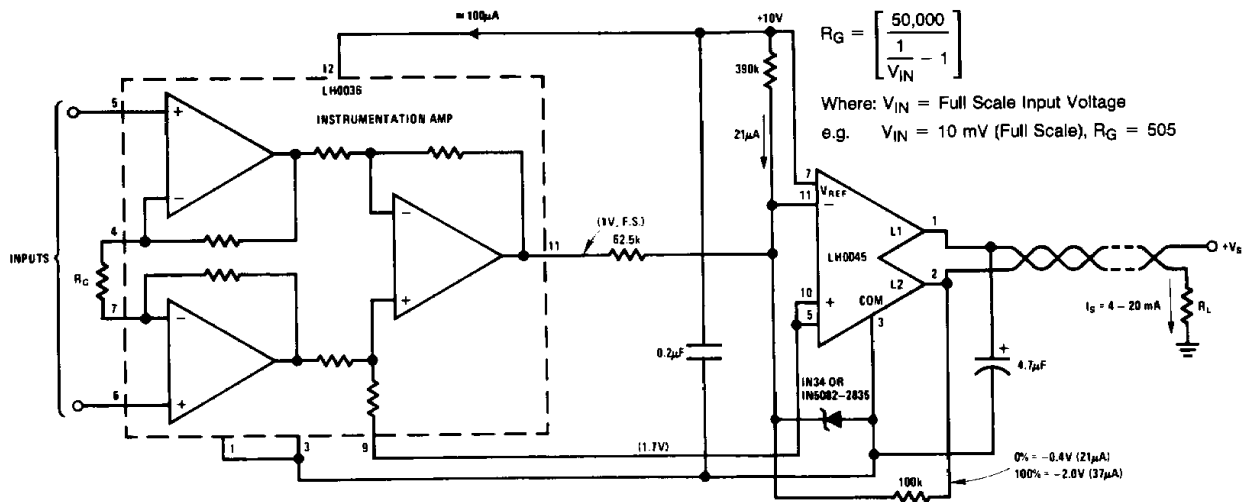 ≈ 100µA
+10V
R_G = [ 50,000 / (1/V_IN − 1) ]
Where: V_IN = Full Scale Input Voltage
e.g. V_IN = 10 mV (Full Scale), R_G = 505
12
LH0036
INSTRUMENTATION AMP
390k
21µA
5
+
−
4
INPUTS
R_G
7
−
+
6
−
+
11
(1V, F.S.)
62.5k
7
V_REF
11
−
LH0045
L1
1
L2
2
COM
3
10
+
5
+V_S
I_S = 4 – 20 mA
R_L
0.2µF
+
4.7µF
IN34 OR
IN5082–2835
1
3
9
(1.7V)
100k
0% = −0.4V (21µA)
100% = −2.0V (37µA)